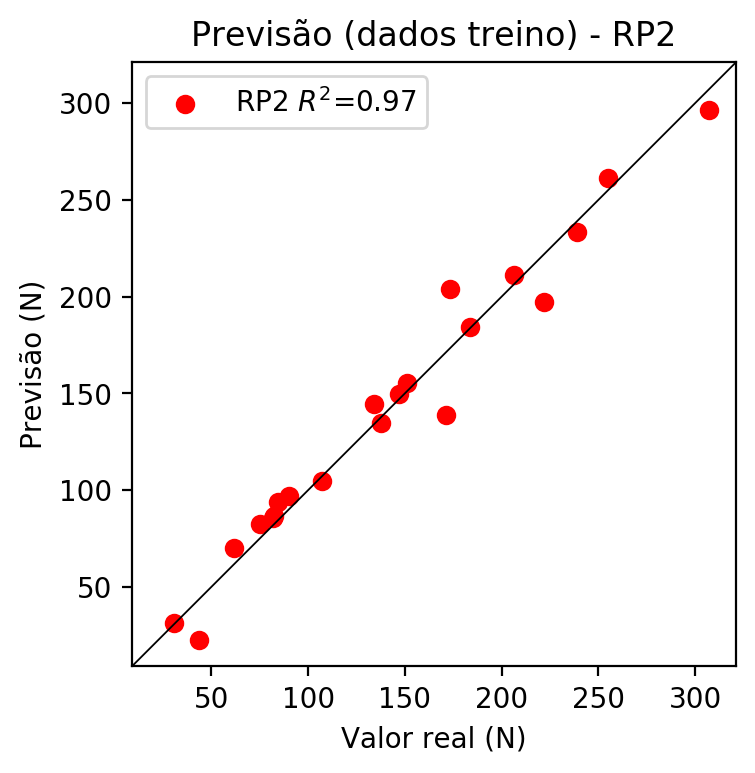 Previsão (dados treino) - RP2
RP2 R²=0.97
300
250
200
150
100
50
Previsão (N)
50 100 150 200 250 300
Valor real (N)